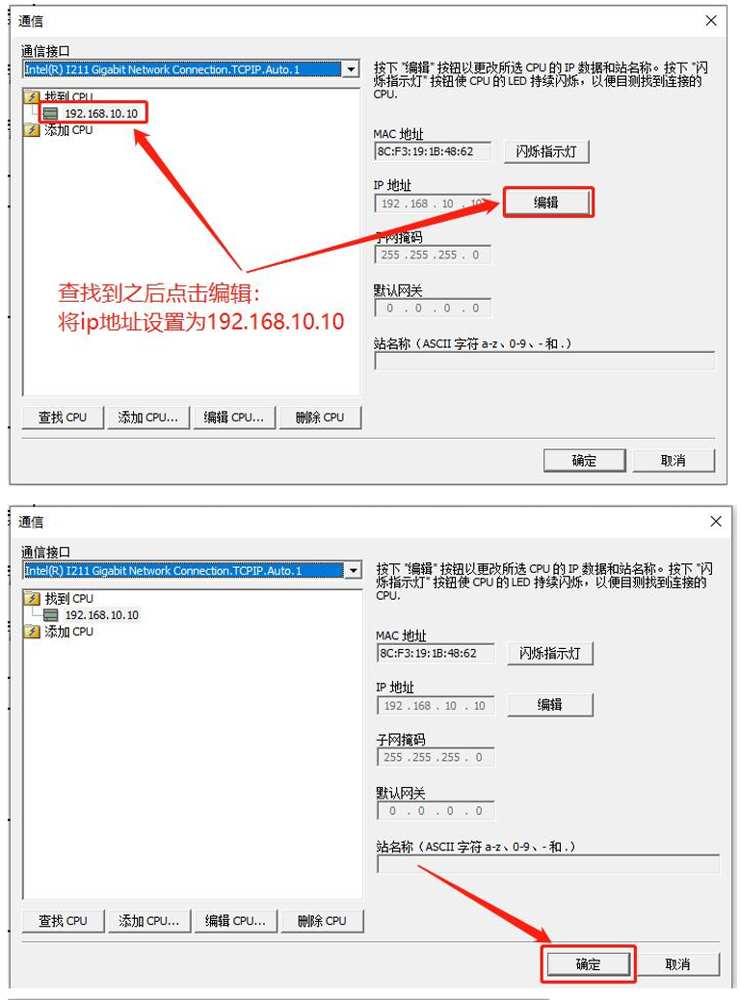 通信
通信接口
Intel(R) I211 Gigabit Network Connection.TCPIP.Auto.1
找到 CPU
192.168.10.10
添加 CPU
按下 "编辑" 按钮以更改所选 CPU 的 IP 数据和站名称。按下 "闪
烁指示灯" 按钮使 CPU 的 LED 持续闪烁，以便目测找到连接的
CPU.
MAC 地址
8C:F3:19:1B:48:62
闪烁指示灯
IP 地址
192 . 168 . 10 . 10
编辑
子网掩码
255 . 255 . 255 . 0
默认网关
0 . 0 . 0 . 0
站名称（ASCII 字符 a-z、0-9、- 和 .）
查找到之后点击编辑：
将ip地址设置为192.168.10.10
查找 CPU
添加 CPU...
编辑 CPU...
删除 CPU
确定
取消
通信
通信接口
Intel(R) I211 Gigabit Network Connection.TCPIP.Auto.1
找到 CPU
192.168.10.10
添加 CPU
按下 "编辑" 按钮以更改所选 CPU 的 IP 数据和站名称。按下 "闪
烁指示灯" 按钮使 CPU 的 LED 持续闪烁，以便目测找到连接的
CPU.
MAC 地址
8C:F3:19:1B:48:62
闪烁指示灯
IP 地址
192 . 168 . 10 . 10
编辑
子网掩码
255 . 255 . 255 . 0
默认网关
0 . 0 . 0 . 0
站名称（ASCII 字符 a-z、0-9、- 和 .）
查找 CPU
添加 CPU...
编辑 CPU...
删除 CPU
确定
取消